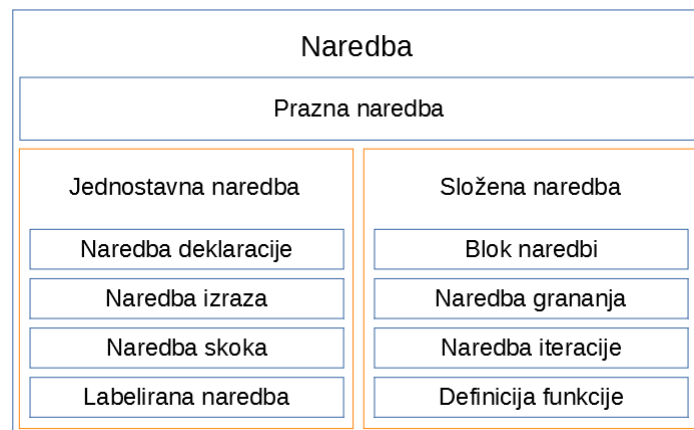 Naredba
Prazna naredba
Jednostavna naredba
Naredba deklaracije
Naredba izraza
Naredba skoka
Labelirana naredba
Složena naredba
Blok naredbi
Naredba grananja
Naredba iteracije
Definicija funkcije